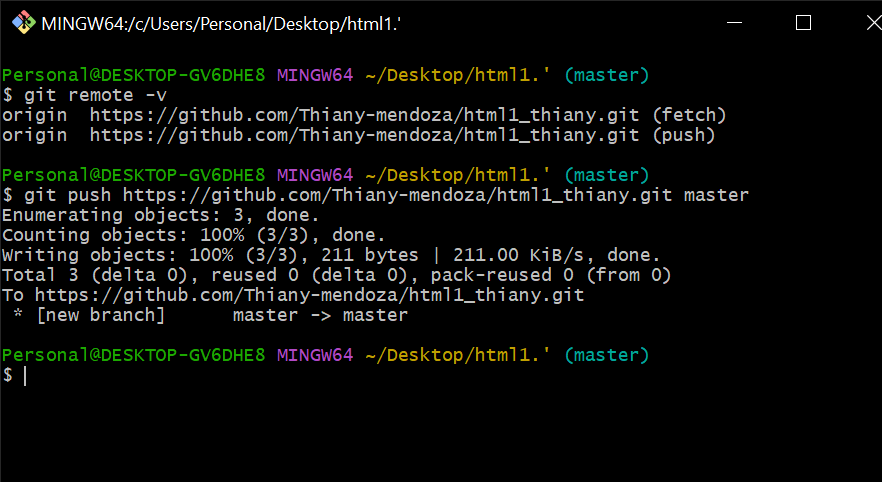 MINGW64:/c/Users/Personal/Desktop/html1.'
Personal@DESKTOP-GV6DHE8 MINGW64 ~/Desktop/html1.' (master)
$ git remote -v
origin  https://github.com/Thiany-mendoza/html1_thiany.git (fetch)
origin  https://github.com/Thiany-mendoza/html1_thiany.git (push)
Personal@DESKTOP-GV6DHE8 MINGW64 ~/Desktop/html1.' (master)
$ git push https://github.com/Thiany-mendoza/html1_thiany.git master
Enumerating objects: 3, done.
Counting objects: 100% (3/3), done.
Writing objects: 100% (3/3), 211 bytes | 211.00 KiB/s, done.
Total 3 (delta 0), reused 0 (delta 0), pack-reused 0 (from 0)
To https://github.com/Thiany-mendoza/html1_thiany.git
 * [new branch]      master -> master
Personal@DESKTOP-GV6DHE8 MINGW64 ~/Desktop/html1.' (master)
$